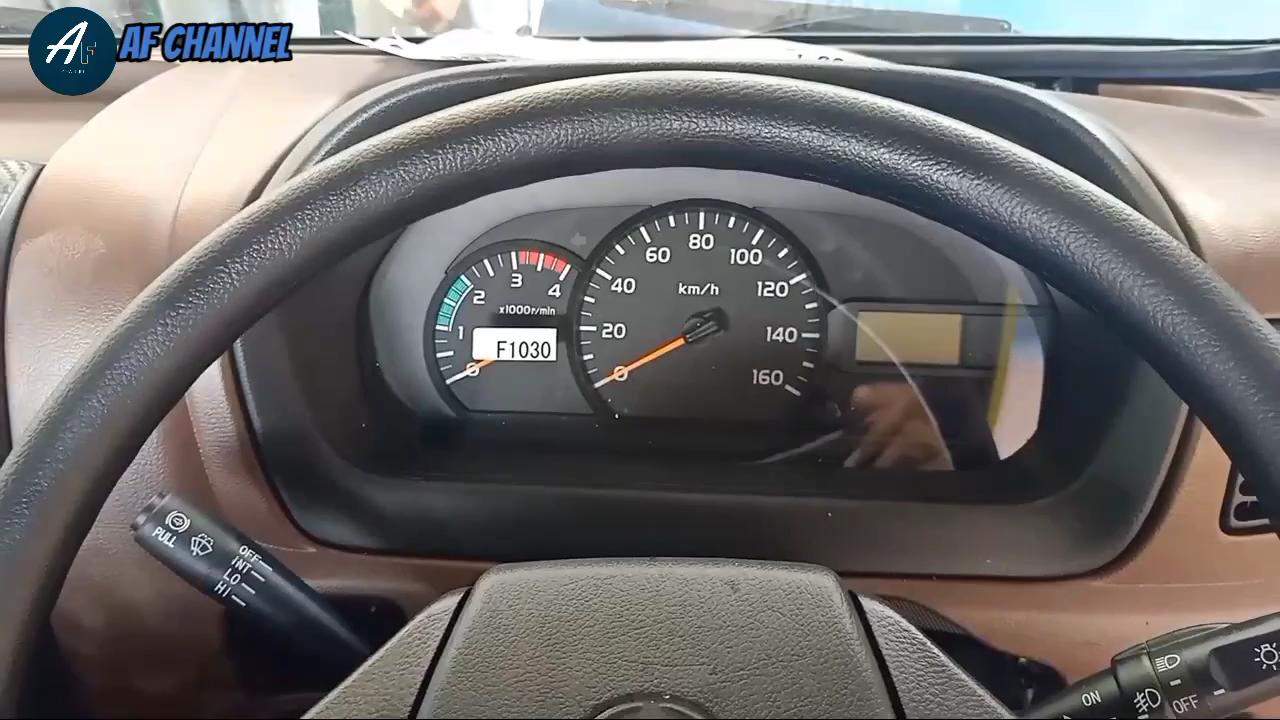 AF
AF CHANNEL
0
1
2
3
4
x1000r/min
F1030
0
20
40
60
80
100
120
140
160
km/h
PULL
OFF
INT
LO
HI
ON
OFF